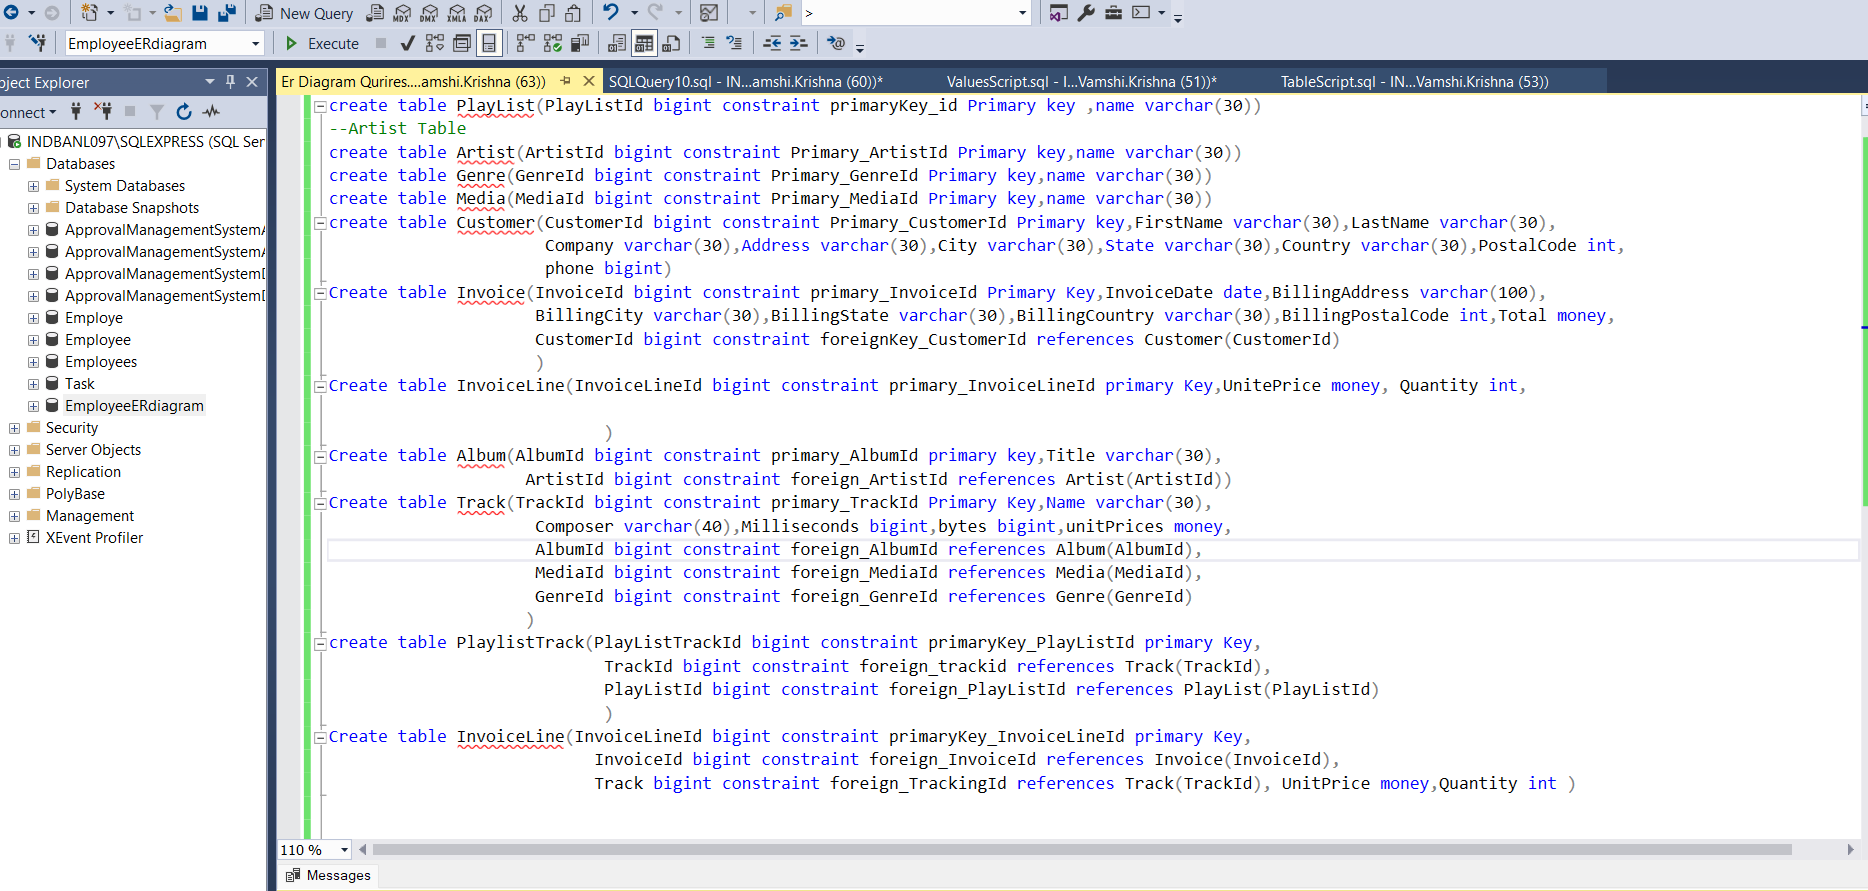 New Query
MDX DMX XMLA DAX
>
EmployeeERdiagram
Execute
oject Explorer
onnect
INDBANL097\SQLEXPRESS (SQL Ser
Databases
System Databases
Database Snapshots
ApprovalManagementSystemA
ApprovalManagementSystemA
ApprovalManagementSystemD
ApprovalManagementSystemD
Employe
Employee
Employees
Task
EmployeeERdiagram
Security
Server Objects
Replication
PolyBase
Management
XEvent Profiler
Er Diagram Qurires....amshi.Krishna (63))
SQLQuery10.sql - IN...amshi.Krishna (60))*
ValuesScript.sql - I...Vamshi.Krishna (51))*
TableScript.sql - IN...Vamshi.Krishna (53))
create table PlayList(PlayListId bigint constraint primaryKey_id Primary key ,name varchar(30))
--Artist Table
create table Artist(ArtistId bigint constraint Primary_ArtistId Primary key,name varchar(30))
create table Genre(GenreId bigint constraint Primary_GenreId Primary key,name varchar(30))
create table Media(MediaId bigint constraint Primary_MediaId Primary key,name varchar(30))
create table Customer(CustomerId bigint constraint Primary_CustomerId Primary key,FirstName varchar(30),LastName varchar(30),
Company varchar(30),Address varchar(30),City varchar(30),State varchar(30),Country varchar(30),PostalCode int,
phone bigint)
Create table Invoice(InvoiceId bigint constraint primary_InvoiceId Primary Key,InvoiceDate date,BillingAddress varchar(100),
BillingCity varchar(30),BillingState varchar(30),BillingCountry varchar(30),BillingPostalCode int,Total money,
CustomerId bigint constraint foreignKey_CustomerId references Customer(CustomerId)
)
Create table InvoiceLine(InvoiceLineId bigint constraint primary_InvoiceLineId primary Key,UnitePrice money, Quantity int,
)
Create table Album(AlbumId bigint constraint primary_AlbumId primary key,Title varchar(30),
ArtistId bigint constraint foreign_ArtistId references Artist(ArtistId))
Create table Track(TrackId bigint constraint primary_TrackId Primary Key,Name varchar(30),
Composer varchar(40),Milliseconds bigint,bytes bigint,unitPrices money,
AlbumId bigint constraint foreign_AlbumId references Album(AlbumId),
MediaId bigint constraint foreign_MediaId references Media(MediaId),
GenreId bigint constraint foreign_GenreId references Genre(GenreId)
)
create table PlaylistTrack(PlayListTrackId bigint constraint primaryKey_PlayListId primary Key,
TrackId bigint constraint foreign_trackid references Track(TrackId),
PlayListId bigint constraint foreign_PlayListId references PlayList(PlayListId)
)
Create table InvoiceLine(InvoiceLineId bigint constraint primaryKey_InvoiceLineId primary Key,
InvoiceId bigint constraint foreign_InvoiceId references Invoice(InvoiceId),
Track bigint constraint foreign_TrackingId references Track(TrackId), UnitPrice money,Quantity int )
110 %
Messages